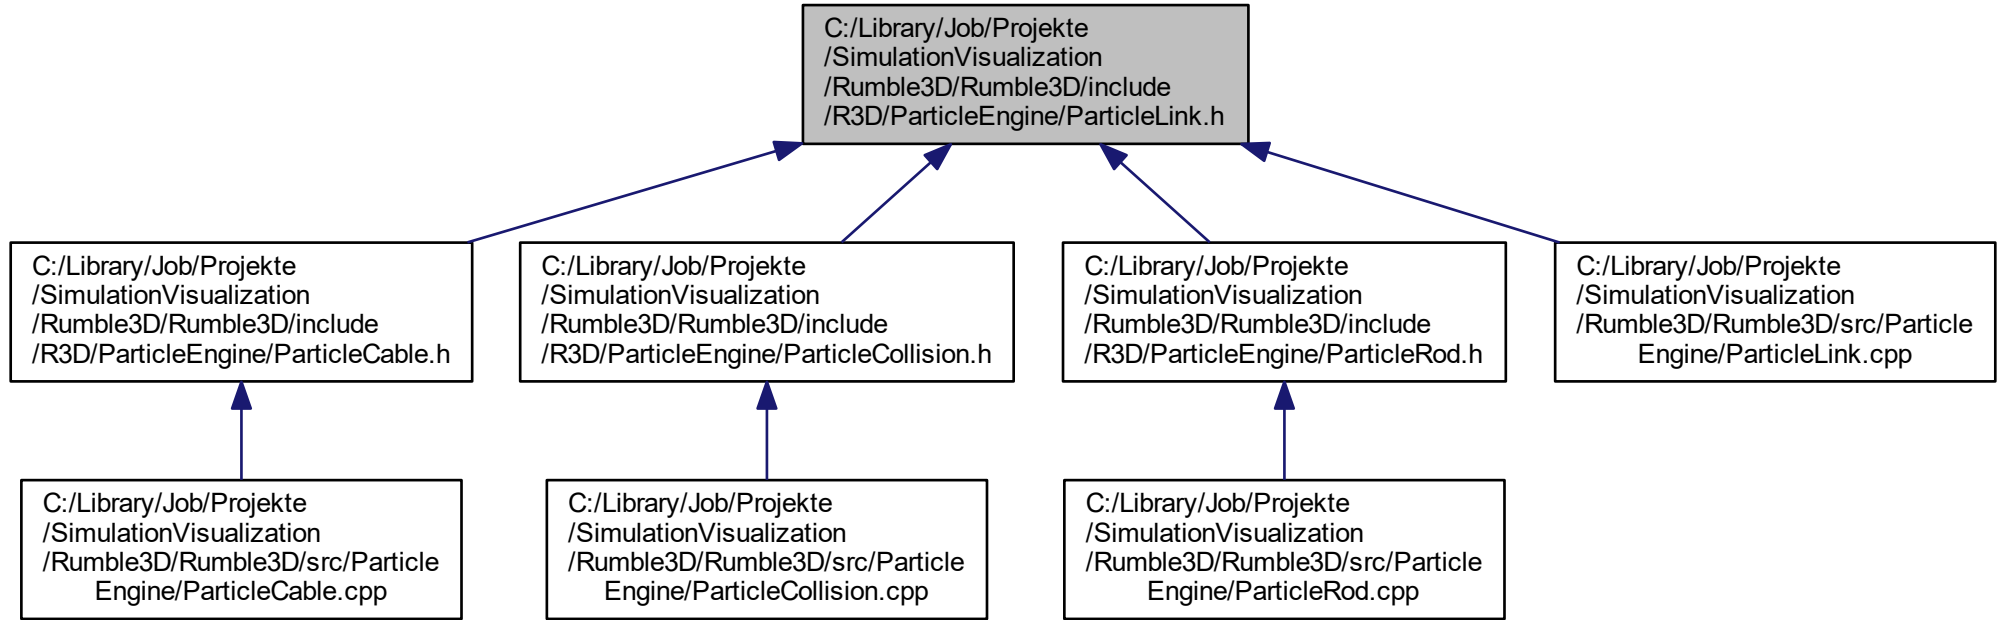 C:/Library/Job/Projekte
/SimulationVisualization
/Rumble3D/Rumble3D/include
/R3D/ParticleEngine/ParticleLink.h
C:/Library/Job/Projekte
/SimulationVisualization
/Rumble3D/Rumble3D/include
/R3D/ParticleEngine/ParticleCable.h
C:/Library/Job/Projekte
/SimulationVisualization
/Rumble3D/Rumble3D/include
/R3D/ParticleEngine/ParticleCollision.h
C:/Library/Job/Projekte
/SimulationVisualization
/Rumble3D/Rumble3D/include
/R3D/ParticleEngine/ParticleRod.h
C:/Library/Job/Projekte
/SimulationVisualization
/Rumble3D/Rumble3D/src/Particle
Engine/ParticleLink.cpp
C:/Library/Job/Projekte
/SimulationVisualization
/Rumble3D/Rumble3D/src/Particle
Engine/ParticleCable.cpp
C:/Library/Job/Projekte
/SimulationVisualization
/Rumble3D/Rumble3D/src/Particle
Engine/ParticleCollision.cpp
C:/Library/Job/Projekte
/SimulationVisualization
/Rumble3D/Rumble3D/src/Particle
Engine/ParticleRod.cpp